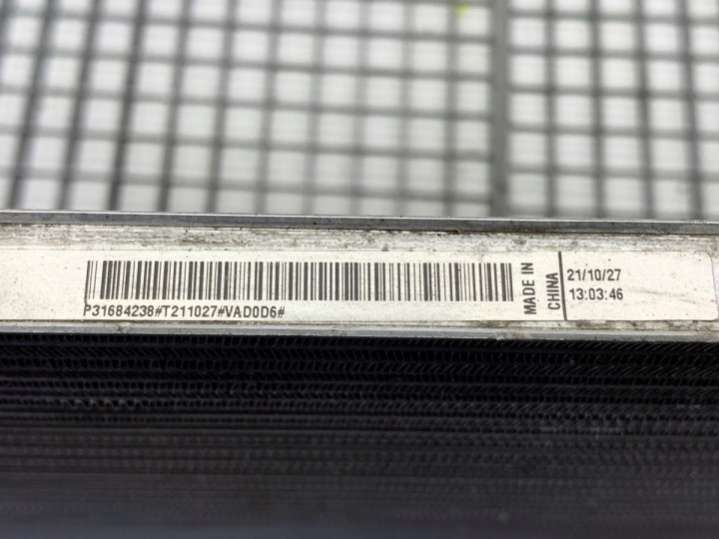 P31684238#T211027#VAD0D6#
MADE IN
CHINA
21/10/27
13:03:46